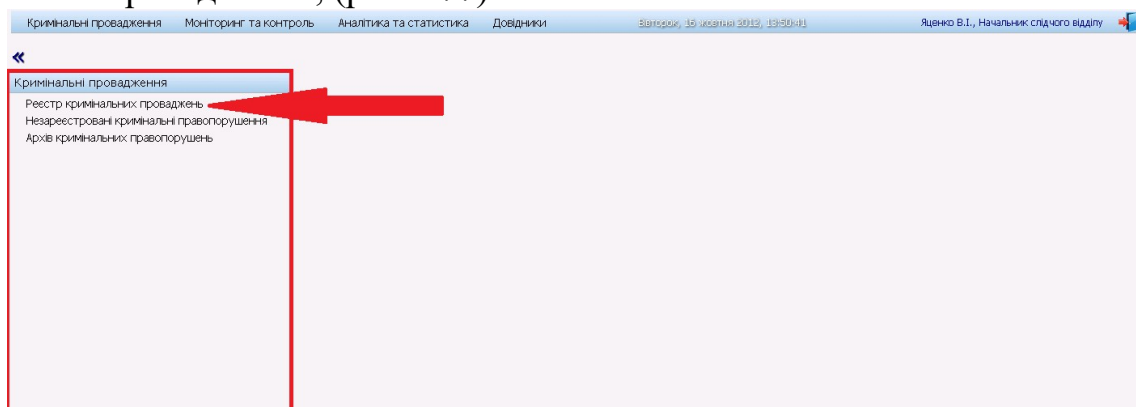 Кримінальні провадження Моніторинг та контроль Аналітика та статистика Довідники Вівторок, 16 жовтня 2012, 13:50:41 Яценко В.І., Начальник слідчого відділу
«
Кримінальні провадження
Реєстр кримінальних проваджень
Незареєстровані кримінальні правопорушення
Архів кримінальних правопорушень